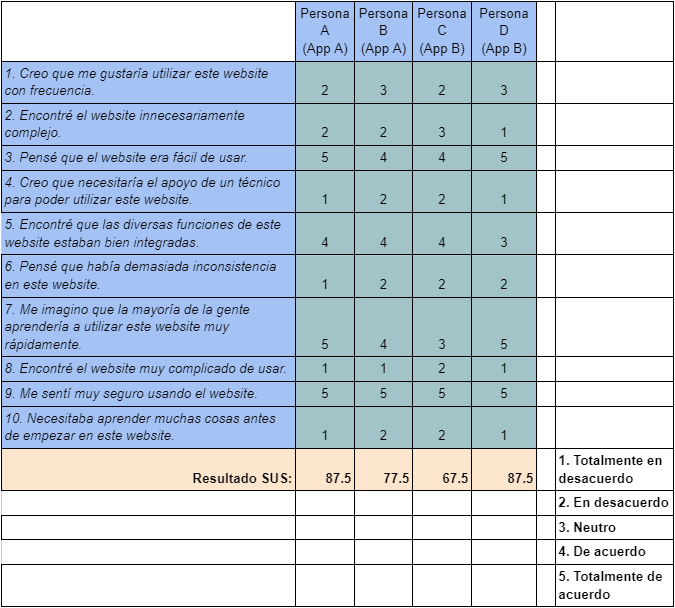 Persona A (App A) Persona B (App A) Persona C (App B) Persona D (App B)
1. Creo que me gustaría utilizar este website
con frecuencia. 2 3 2 3
2. Encontré el website innecesariamente
complejo. 2 2 3 1
3. Pensé que el website era fácil de usar. 5 4 4 5
4. Creo que necesitaría el apoyo de un técnico
para poder utilizar este website. 1 2 2 1
5. Encontré que las diversas funciones de este
website estaban bien integradas. 4 4 4 3
6. Pensé que había demasiada inconsistencia
en este website. 1 2 2 2
7. Me imagino que la mayoría de la gente
aprendería a utilizar este website muy
rápidamente. 5 4 3 5
8. Encontré el website muy complicado de usar. 1 1 2 1
9. Me sentí muy seguro usando el website. 5 5 5 5
10. Necesitaba aprender muchas cosas antes
de empezar en este website. 1 2 2 1
Resultado SUS: 87.5 77.5 67.5 87.5
1. Totalmente en
desacuerdo
2. En desacuerdo
3. Neutro
4. De acuerdo
5. Totalmente de
acuerdo